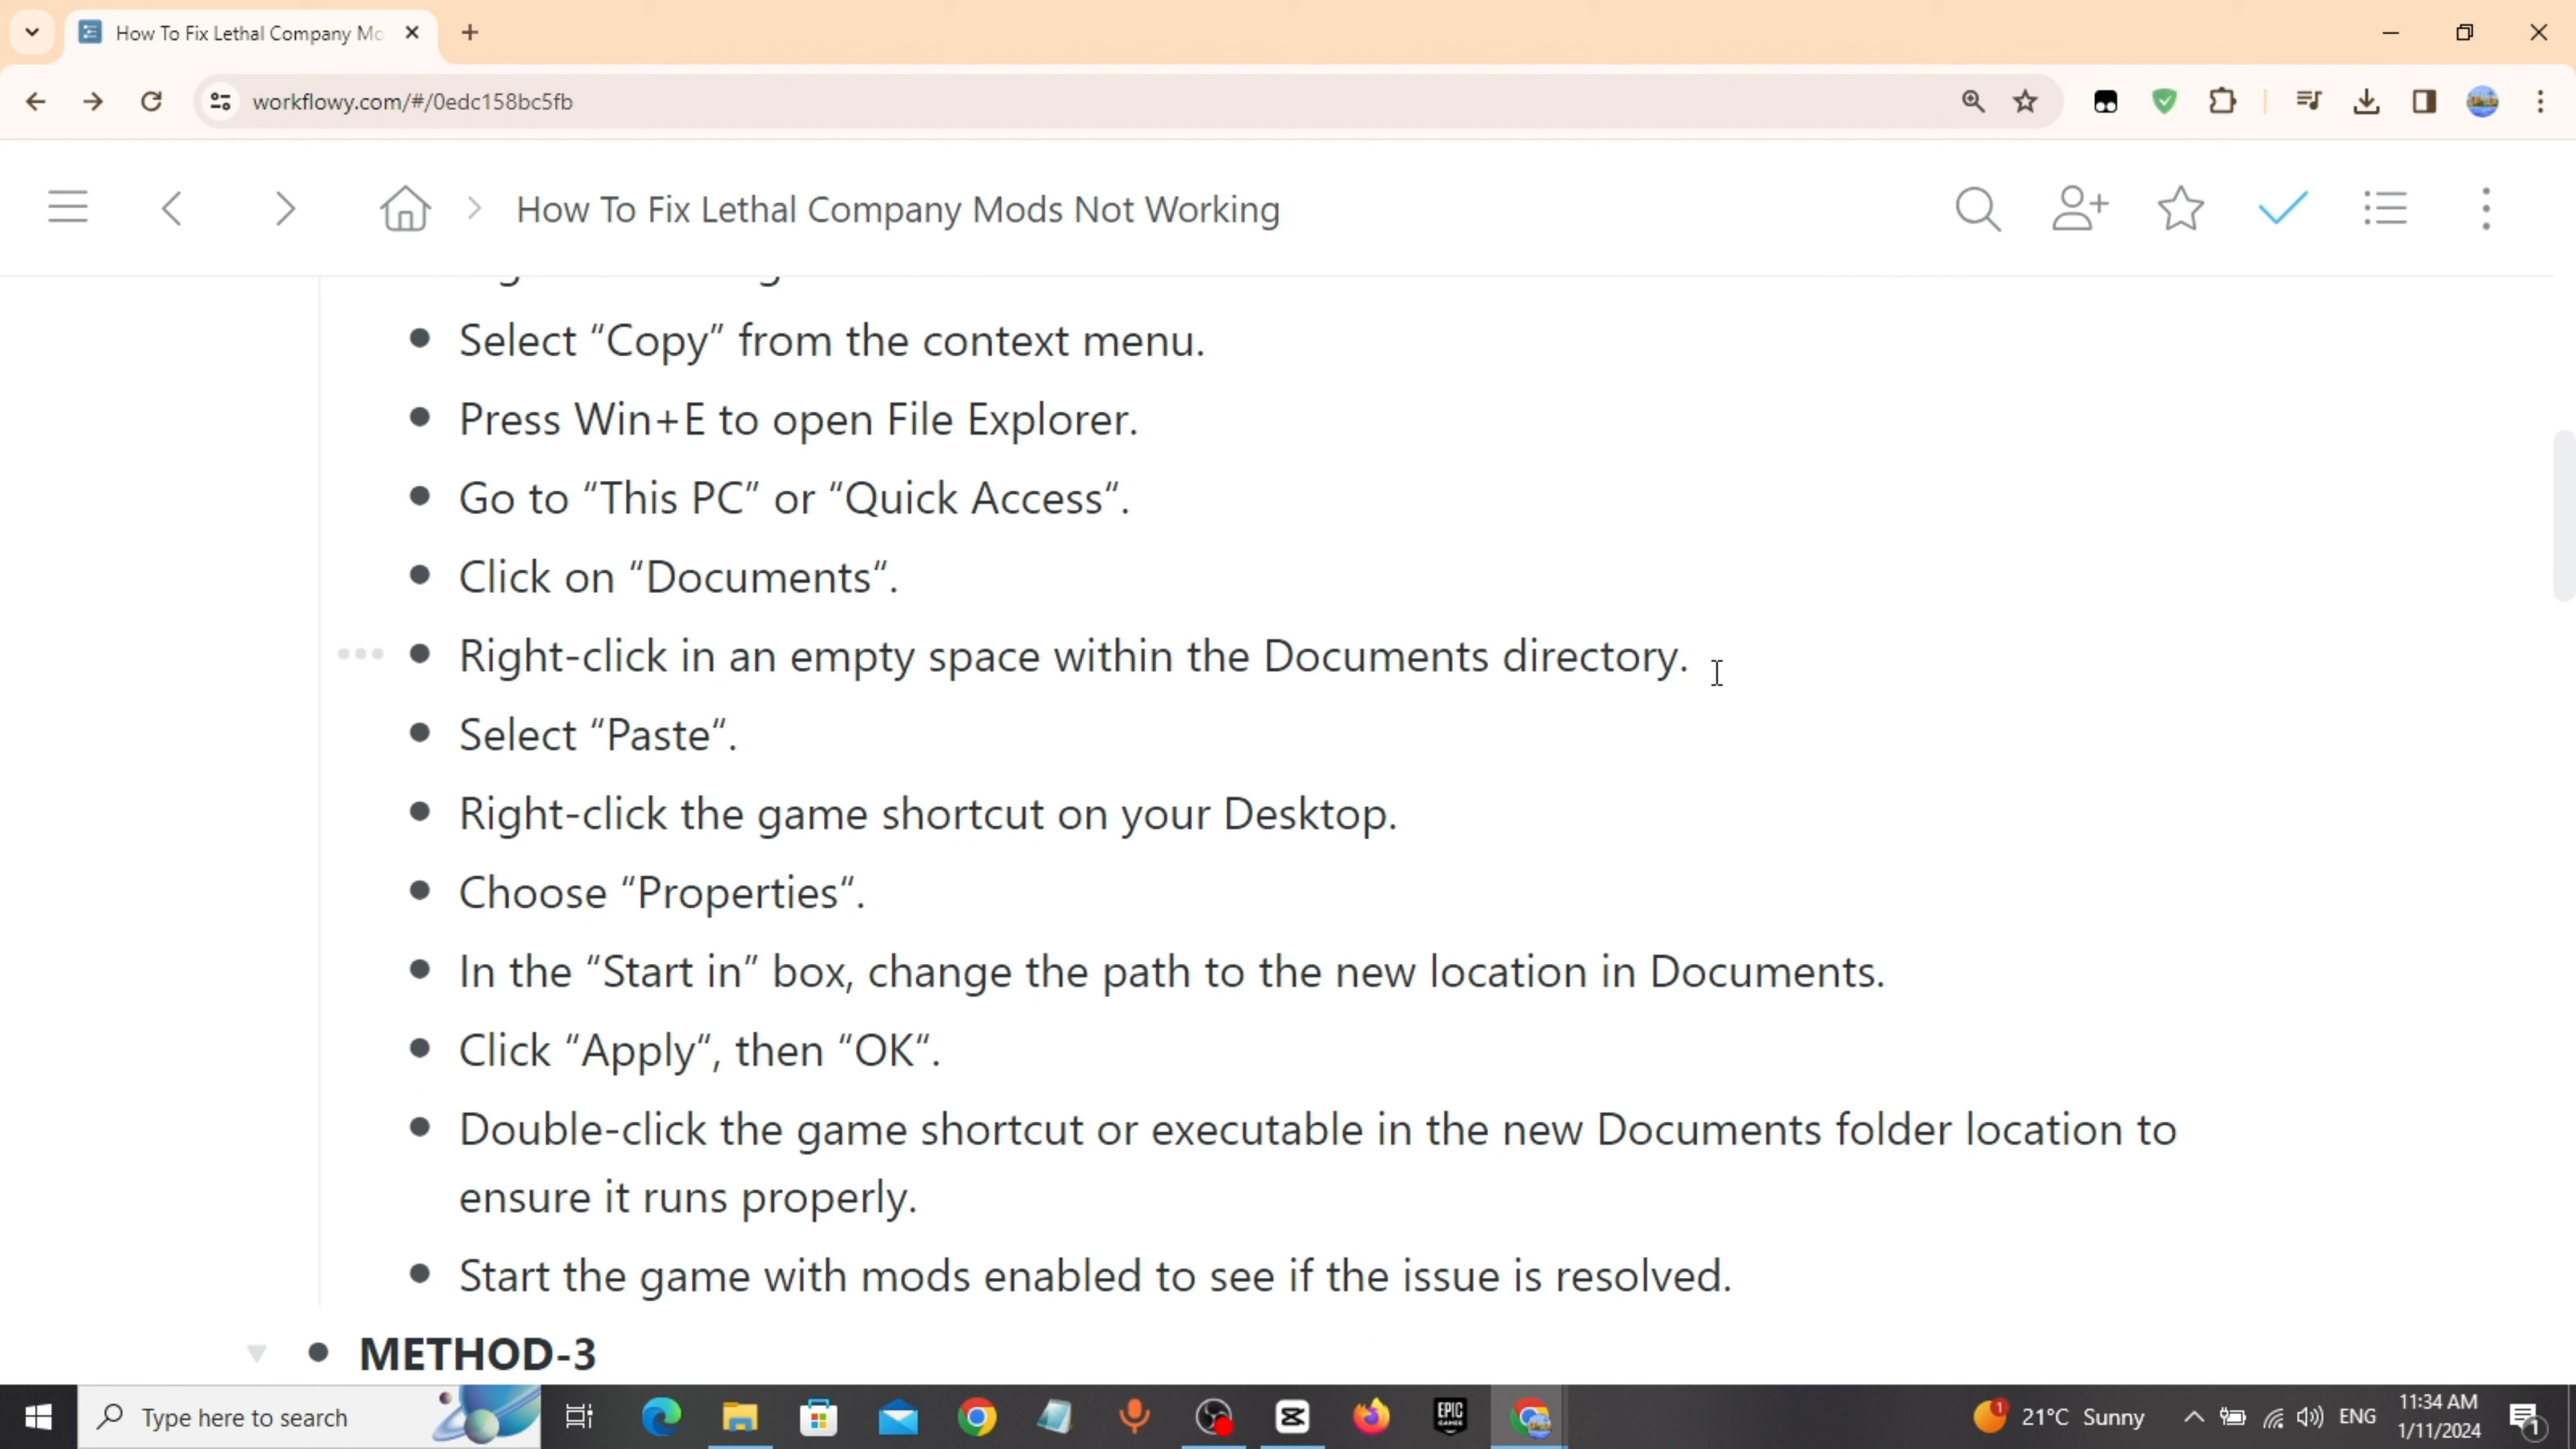 How To Fix Lethal Company Mo
workflowy.com/#/0edc158bc5fb
How To Fix Lethal Company Mods Not Working
Select “Copy” from the context menu.
Press Win+E to open File Explorer.
Go to “This PC” or “Quick Access“.
Click on “Documents“.
Right-click in an empty space within the Documents directory.
Select “Paste“.
Right-click the game shortcut on your Desktop.
Choose “Properties“.
In the “Start in” box, change the path to the new location in Documents.
Click “Apply“, then “OK“.
Double-click the game shortcut or executable in the new Documents folder location to
ensure it runs properly.
Start the game with mods enabled to see if the issue is resolved.
METHOD-3
Type here to search
EPIC
GAMES
1
21°C Sunny
ENG
11:34 AM
1/11/2024
1